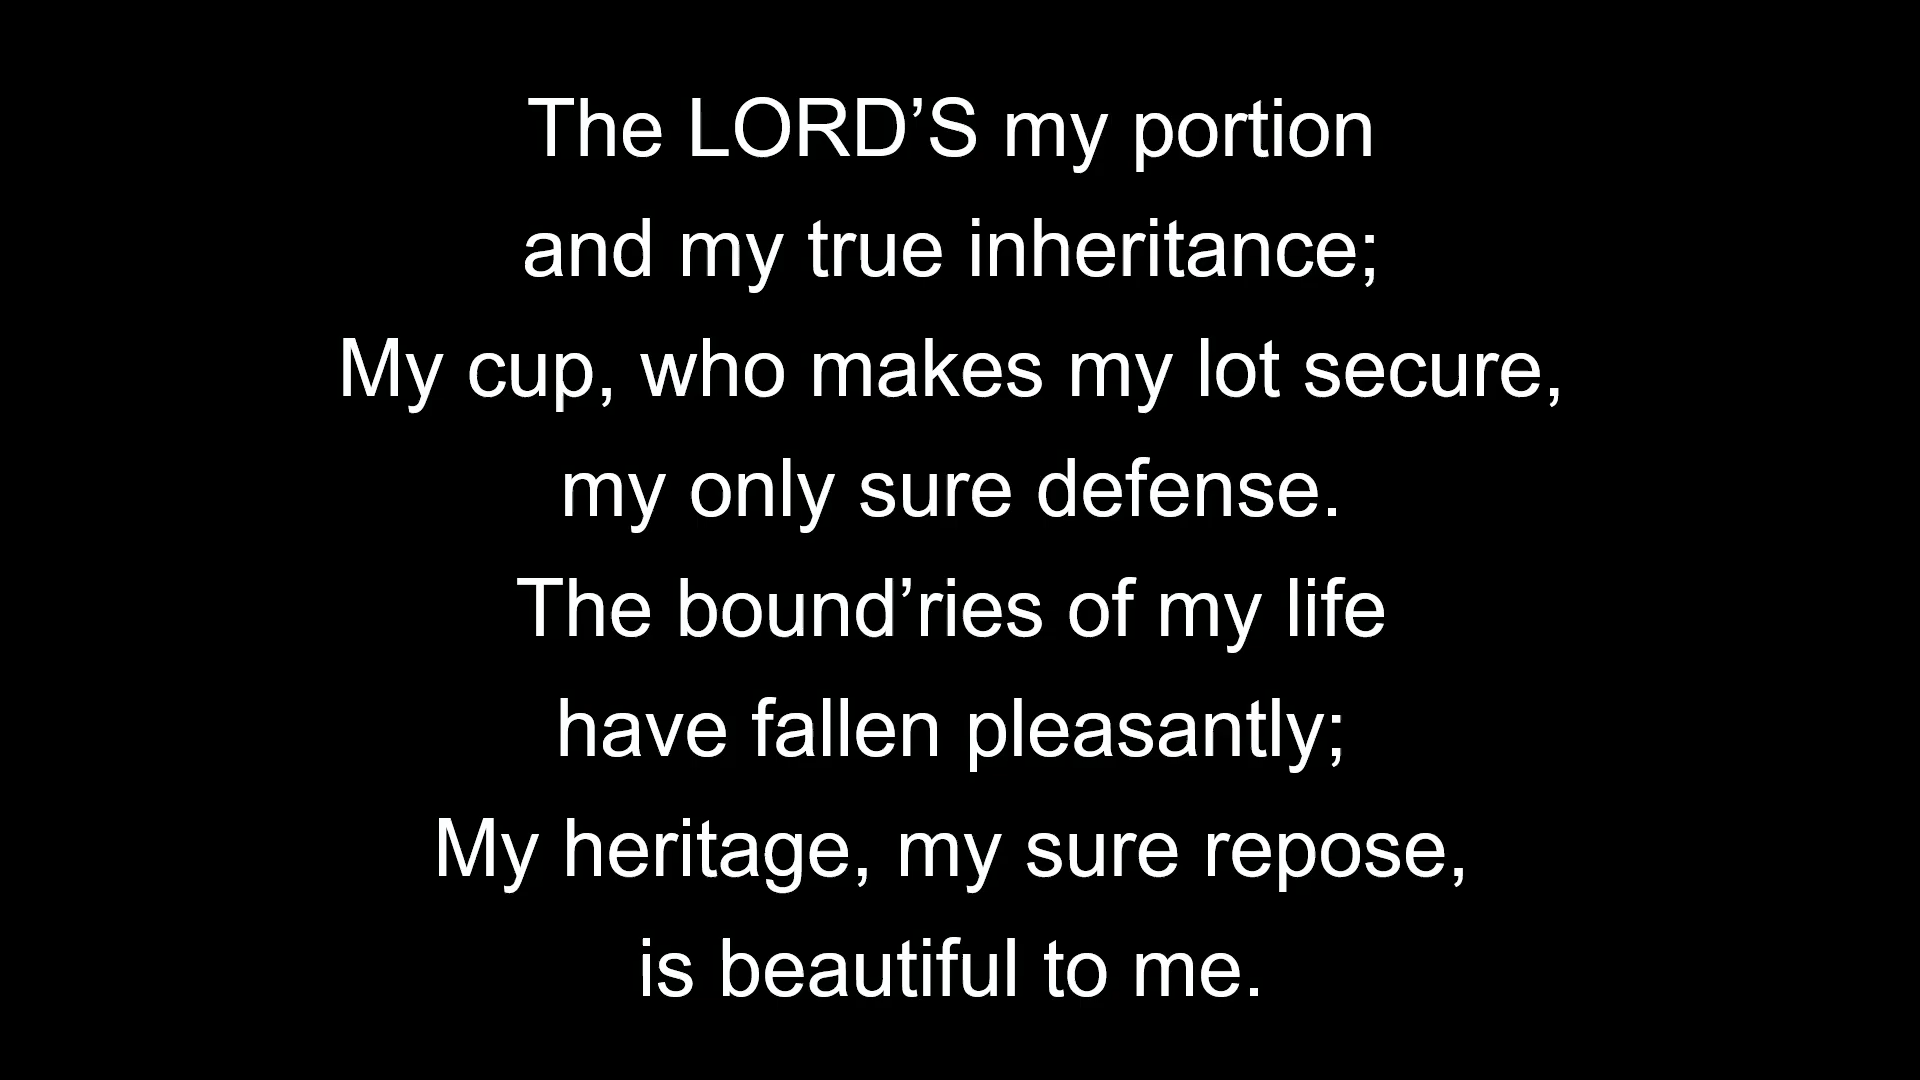 The LORD’S my portion
and my true inheritance;
My cup, who makes my lot secure,
my only sure defense.
The bound’ries of my life
have fallen pleasantly;
My heritage, my sure repose,
is beautiful to me.